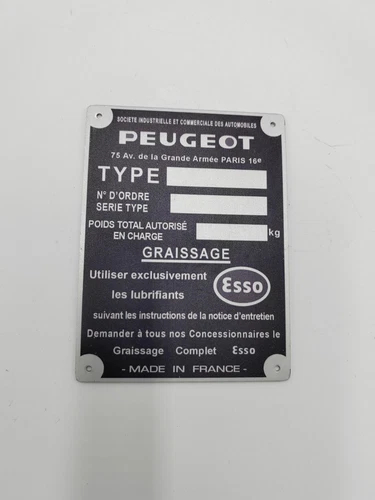 SOCIETE INDUSTRIELLE ET COMMERCIALE DES AUTOMOBILES
PEUGEOT
75 Av. de la Grande Armée PARIS 16e
TYPE
N° D'ORDRE
SERIE TYPE
POIDS TOTAL AUTORISÉ
EN CHARGE
kg
GRAISSAGE
Utiliser exclusivement
les lubrifiants
Esso
suivant les instructions de la notice d'entretien
Demander à tous nos Concessionnaires le
Graissage Complet Esso
- MADE IN FRANCE -